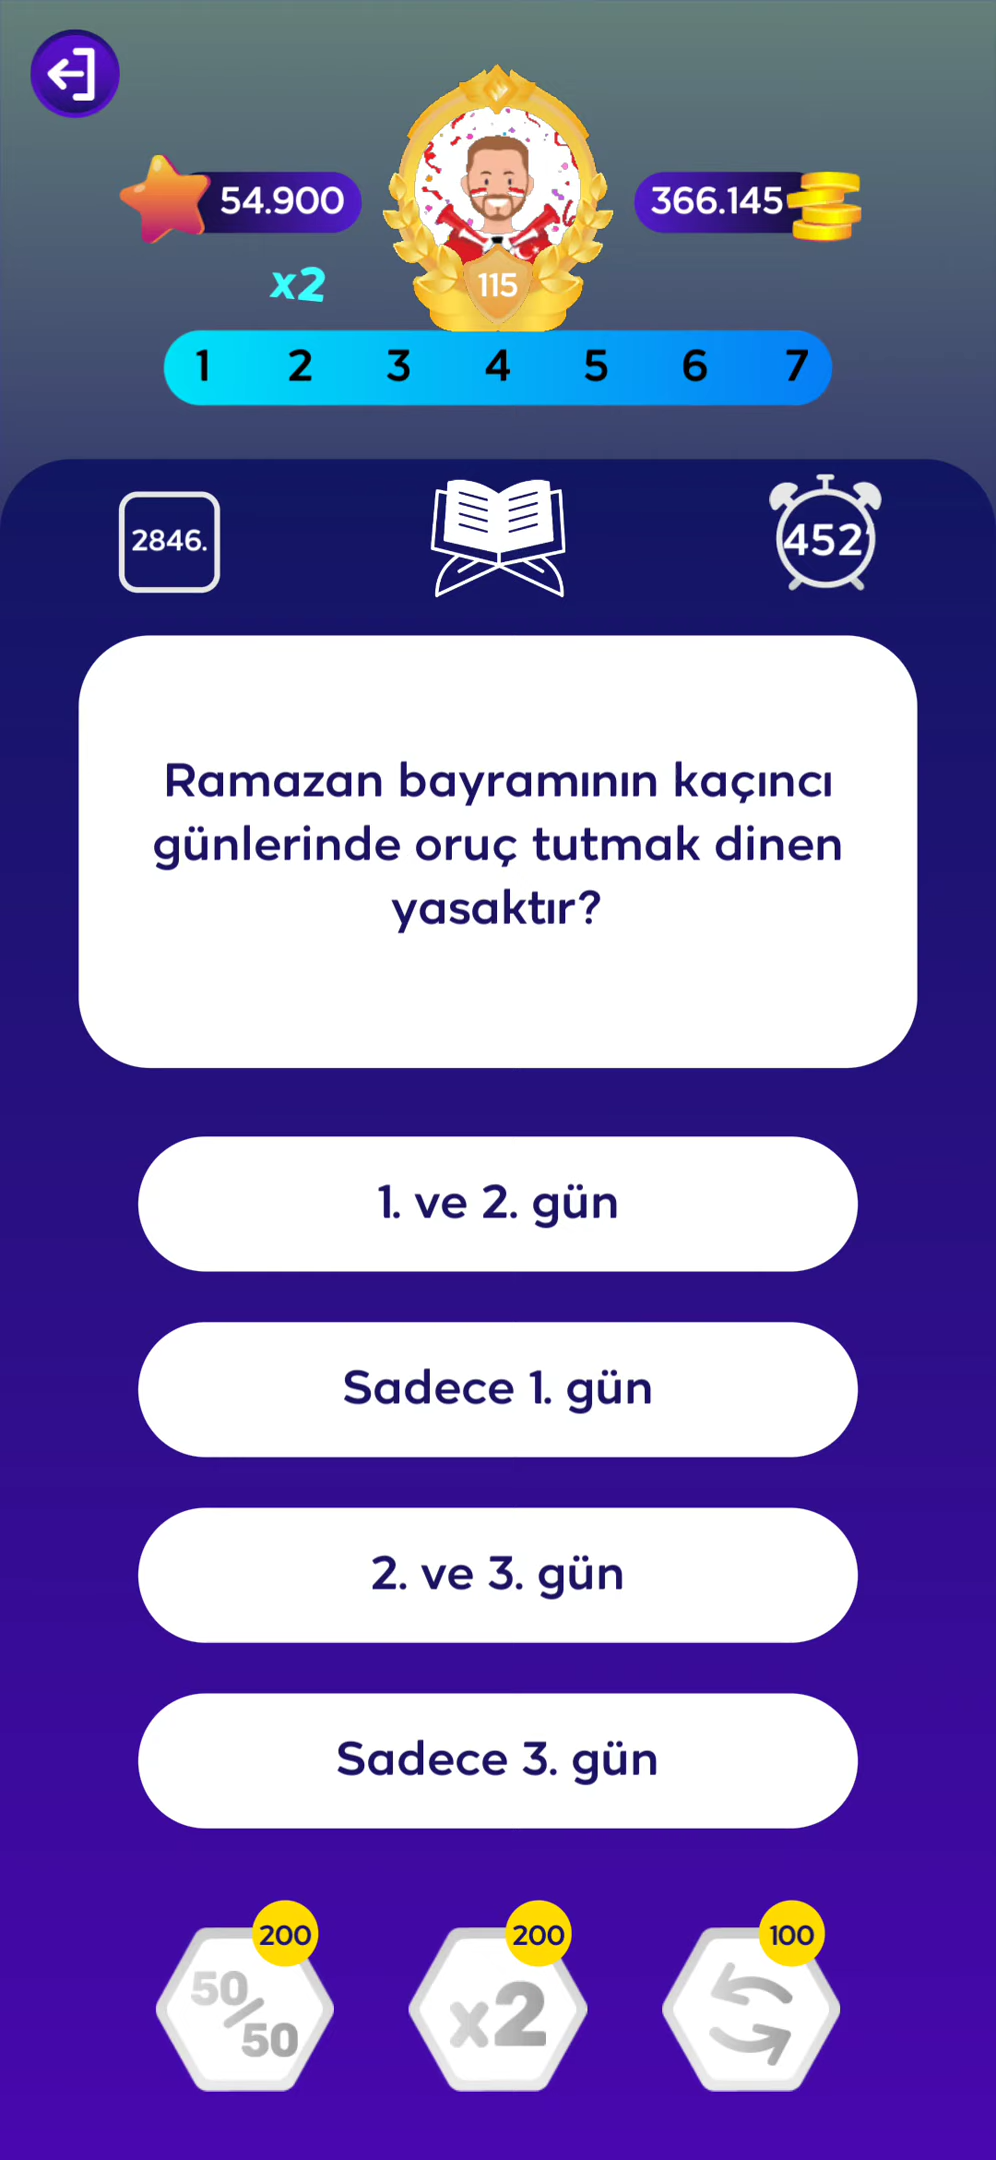 54.900
366.145
x2
115
1 2 3 4 5 6 7
2846.
452
Ramazan bayramının kaçıncı
günlerinde oruç tutmak dinen
yasaktır?
1. ve 2. gün
Sadece 1. gün
2. ve 3. gün
Sadece 3. gün
200
200
100
50/50
x2